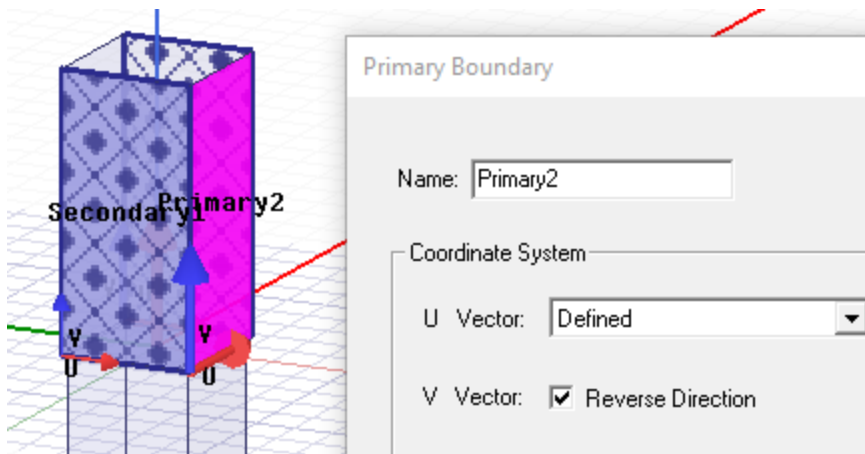 Primary Boundary
Name: Primary2
Secondary1
Primary2
Coordinate System
U Vector: Defined
V Vector: Reverse Direction
V
U
V
U